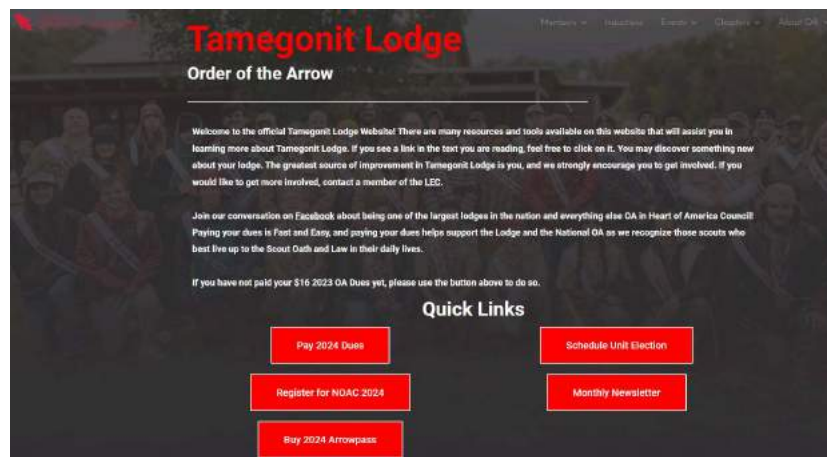 Members Inductions Events Chapters About OA
Tamegonit Lodge
Order of the Arrow
Welcome to the official Tamegonit Lodge Website! There are many resources and tools available on this website that will assist you in
learning more about Tamegonit Lodge. If you see a link in the text you are reading, feel free to click on it. You may discover something new
about your lodge. The greatest source of improvement in Tamegonit Lodge is you, and we strongly encourage you to get involved. If you
would like to get more involved, contact a member of the LEC.
Join our conversation on Facebook about being one of the largest lodges in the nation and everything else OA in Heart of America Council!
Paying your dues is Fast and Easy, and paying your dues helps support the Lodge and the National OA as we recognize those scouts who
best live up to the Scout Oath and Law in their daily lives.
If you have not paid your $16 2023 OA Dues yet, please use the button above to do so.
Quick Links
Pay 2024 Dues
Schedule Unit Election
Register for NOAC 2024
Monthly Newsletter
Buy 2024 Arrowpass